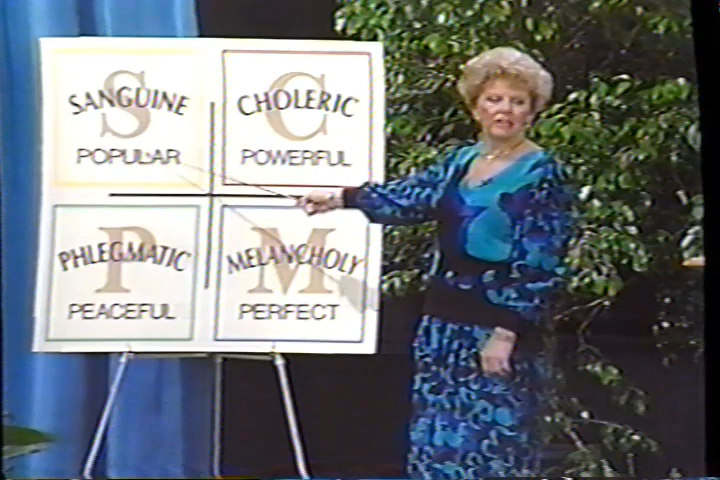 S
SANGUINE
POPULAR
C
CHOLERIC
POWERFUL
P
PHLEGMATIC
PEACEFUL
M
MELANCHOLY
PERFECT